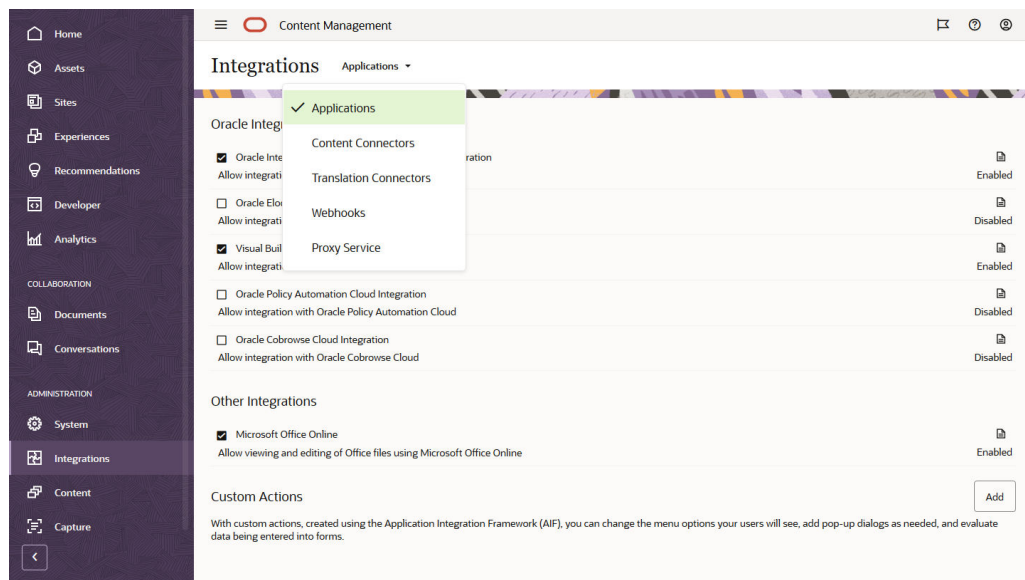 Home
Assets
Sites
Experiences
Recommendations
Developer
Analytics
COLLABORATION
Documents
Conversations
ADMINISTRATION
System
Integrations
Content
Capture
Content Management
Integrations Applications
Applications
Content Connectors
Translation Connectors
Webhooks
Proxy Service
Oracle Integ
Oracle Inte ration
Allow integrati Enabled
Oracle Elo
Allow integrati Disabled
Visual Buil
Allow integrati Enabled
Oracle Policy Automation Cloud Integration
Allow integration with Oracle Policy Automation Cloud Disabled
Oracle Cobrowse Cloud Integration
Allow integration with Oracle Cobrowse Cloud Disabled
Other Integrations
Microsoft Office Online
Allow viewing and editing of Office files using Microsoft Office Online Enabled
Custom Actions Add
With custom actions, created using the Application Integration Framework (AIF), you can change the menu options your users will see, add pop-up dialogs as needed, and evaluate
data being entered into forms.